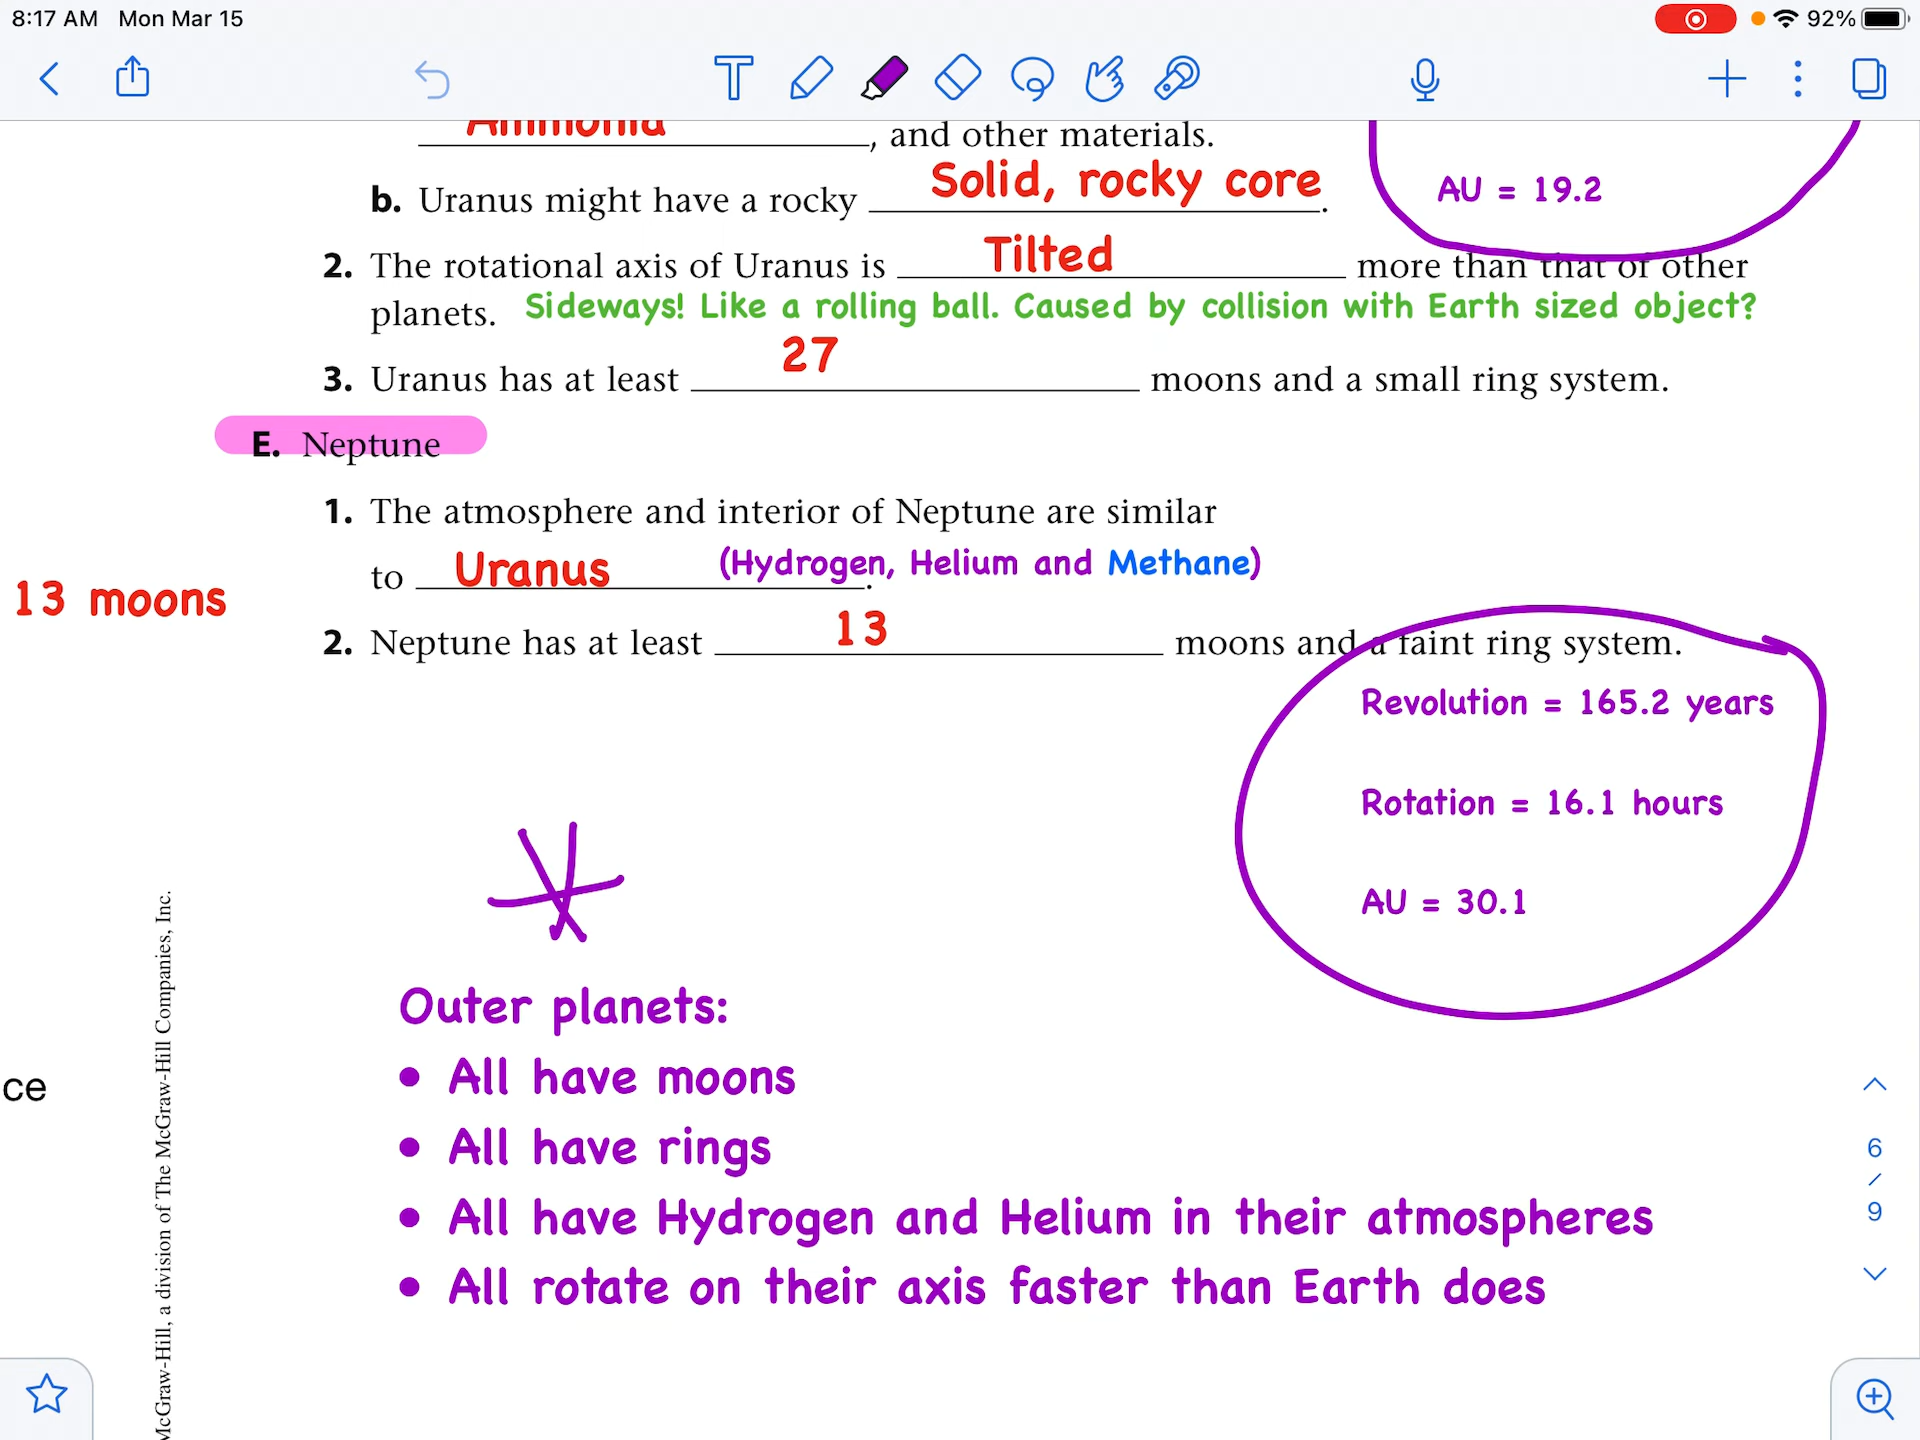 8:17 AM Mon Mar 15
92%
Ammonia, and other materials.
b. Uranus might have a rocky Solid, rocky core.
AU = 19.2
2. The rotational axis of Uranus is Tilted more than that of other
planets. Sideways! Like a rolling ball. Caused by collision with Earth sized object?
3. Uranus has at least 27 moons and a small ring system.
E. Neptune
1. The atmosphere and interior of Neptune are similar
to Uranus (Hydrogen, Helium and Methane).
13 moons
2. Neptune has at least 13 moons and a faint ring system.
Revolution = 165.2 years
Rotation = 16.1 hours
AU = 30.1
Outer planets:
• All have moons
• All have rings
• All have Hydrogen and Helium in their atmospheres
• All rotate on their axis faster than Earth does
ce
McGraw-Hill, a division of The McGraw-Hill Companies, Inc.
6
/
9